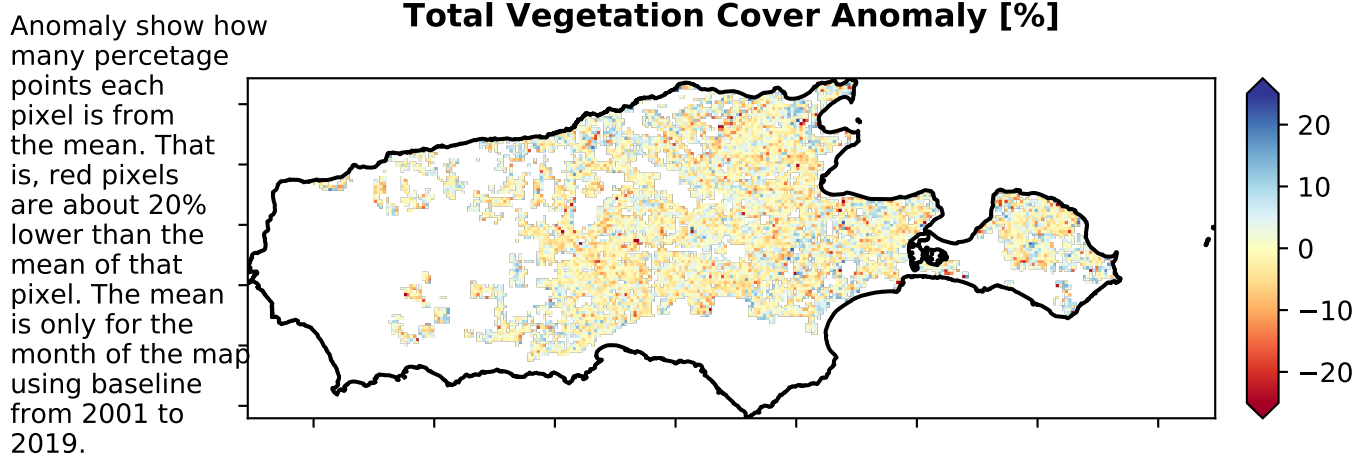 Total Vegetation Cover Anomaly [%]
Anomaly show how
many percetage
points each
pixel is from
the mean. That
is, red pixels
are about 20%
lower than the
mean of that
pixel. The mean
is only for the
month of the map
using baseline
from 2001 to
2019.
20
10
0
−10
−20